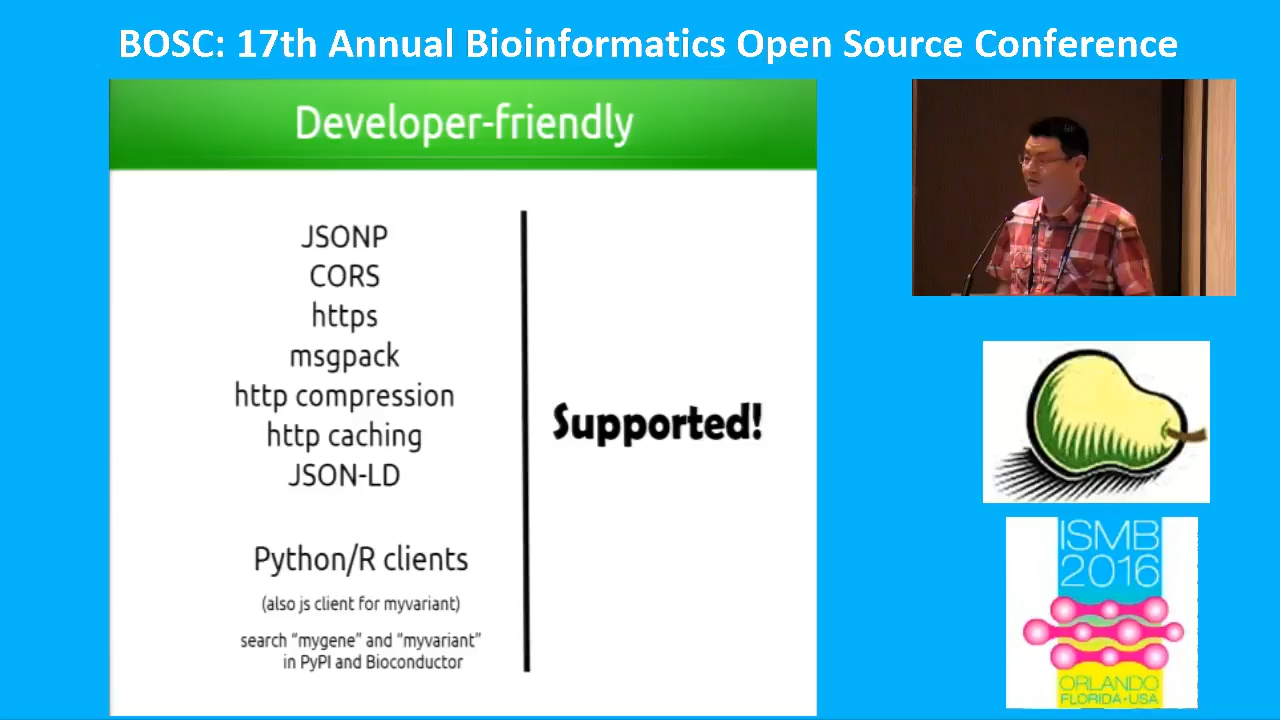 BOSC: 17th Annual Bioinformatics Open Source Conference
Developer-friendly
JSONP
CORS
https
msgpack
http compression
http caching
JSON-LD
Supported!
Python/R clients
(also js client for myvariant)
search “mygene” and “myvariant”
in PyPI and Bioconductor
ISMB
2016
ORLANDO
FLORIDA•USA